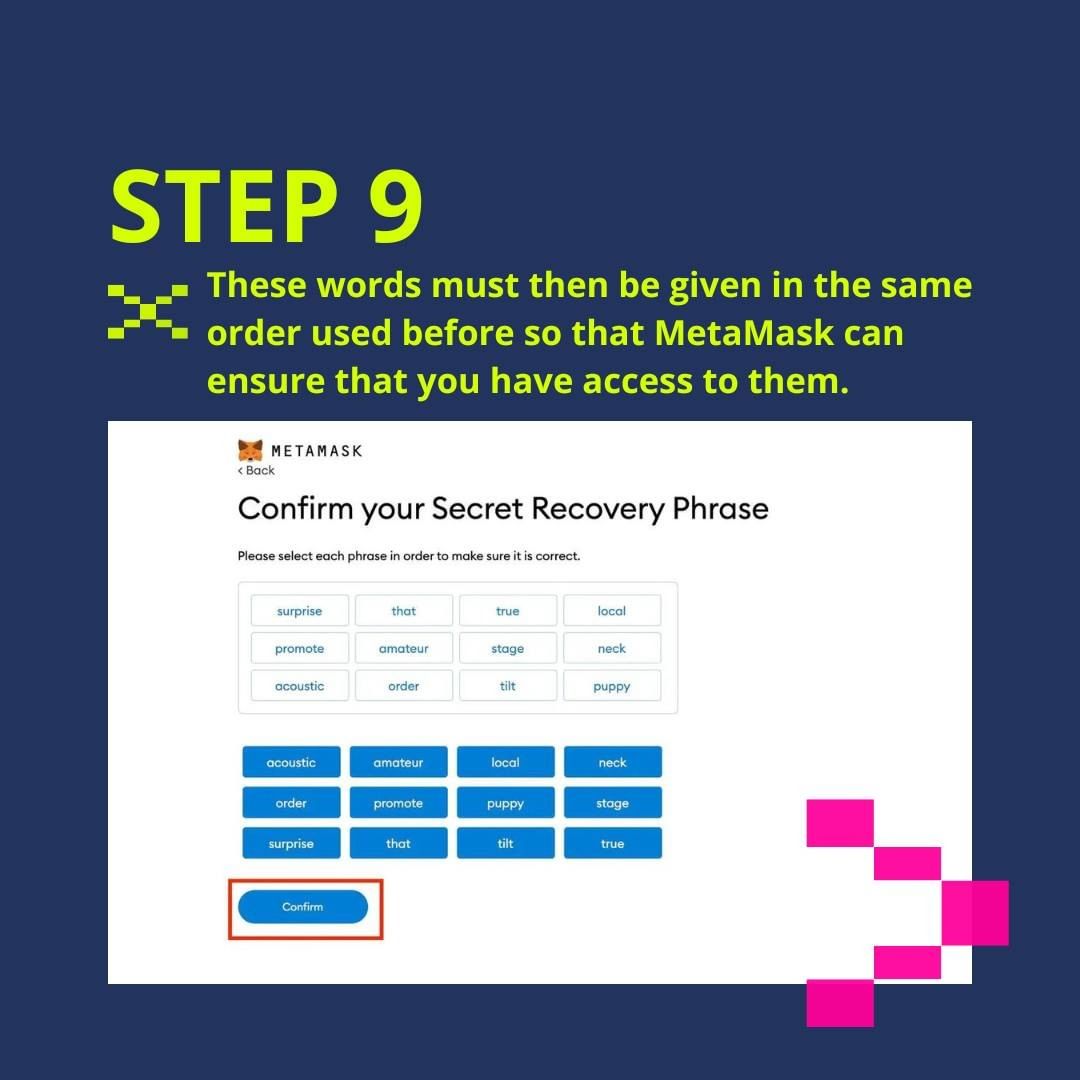 STEP 9
These words must then be given in the same
order used before so that MetaMask can
ensure that you have access to them.
METAMASK
< Back
Confirm your Secret Recovery Phrase
Please select each phrase in order to make sure it is correct.
surprise that true local
promote amateur stage neck
acoustic order tilt puppy
acoustic amateur local neck
order promote puppy stage
surprise that tilt true
Confirm